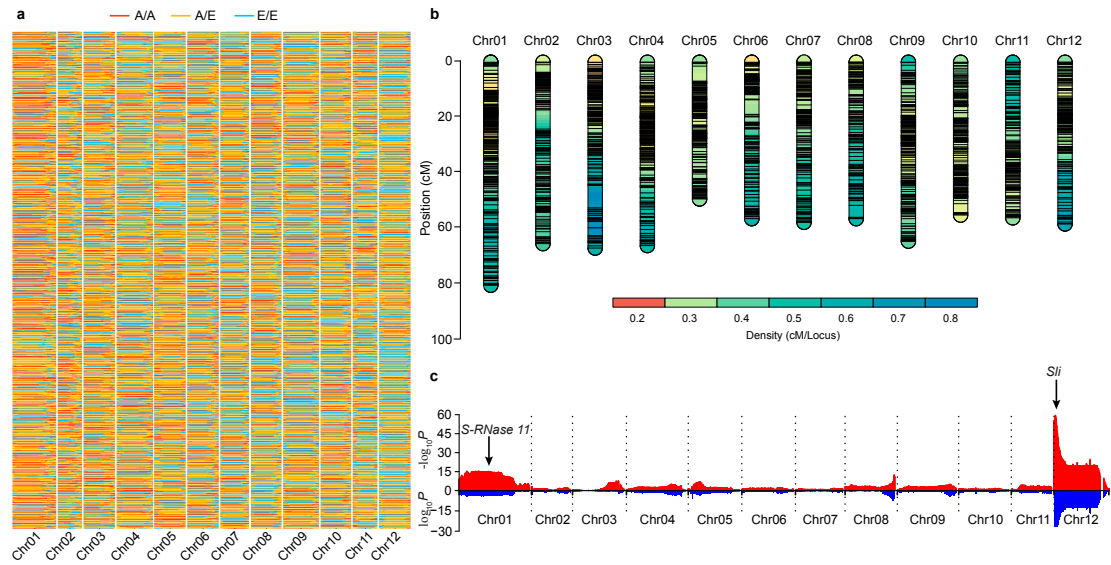 a
A/A A/E E/E
Chr01 Chr02 Chr03 Chr04 Chr05 Chr06 Chr07 Chr08 Chr09 Chr10 Chr11 Chr12
b
Chr01 Chr02 Chr03 Chr04 Chr05 Chr06 Chr07 Chr08 Chr09 Chr10 Chr11 Chr12
Position (cM)
0
20
40
60
80
100
0.2 0.3 0.4 0.5 0.6 0.7 0.8
Density (cM/Locus)
c
Sli
S-RNase 11
-log10P
60
45
30
15
0
log10P
−15
−30
Chr01 Chr02 Chr03 Chr04 Chr05 Chr06 Chr07 Chr08 Chr09 Chr10 Chr11 Chr12